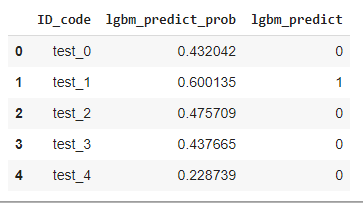 ID_code lgbm_predict_prob lgbm_predict
0 test_0 0.432042 0
1 test_1 0.600135 1
2 test_2 0.475709 0
3 test_3 0.437665 0
4 test_4 0.228739 0